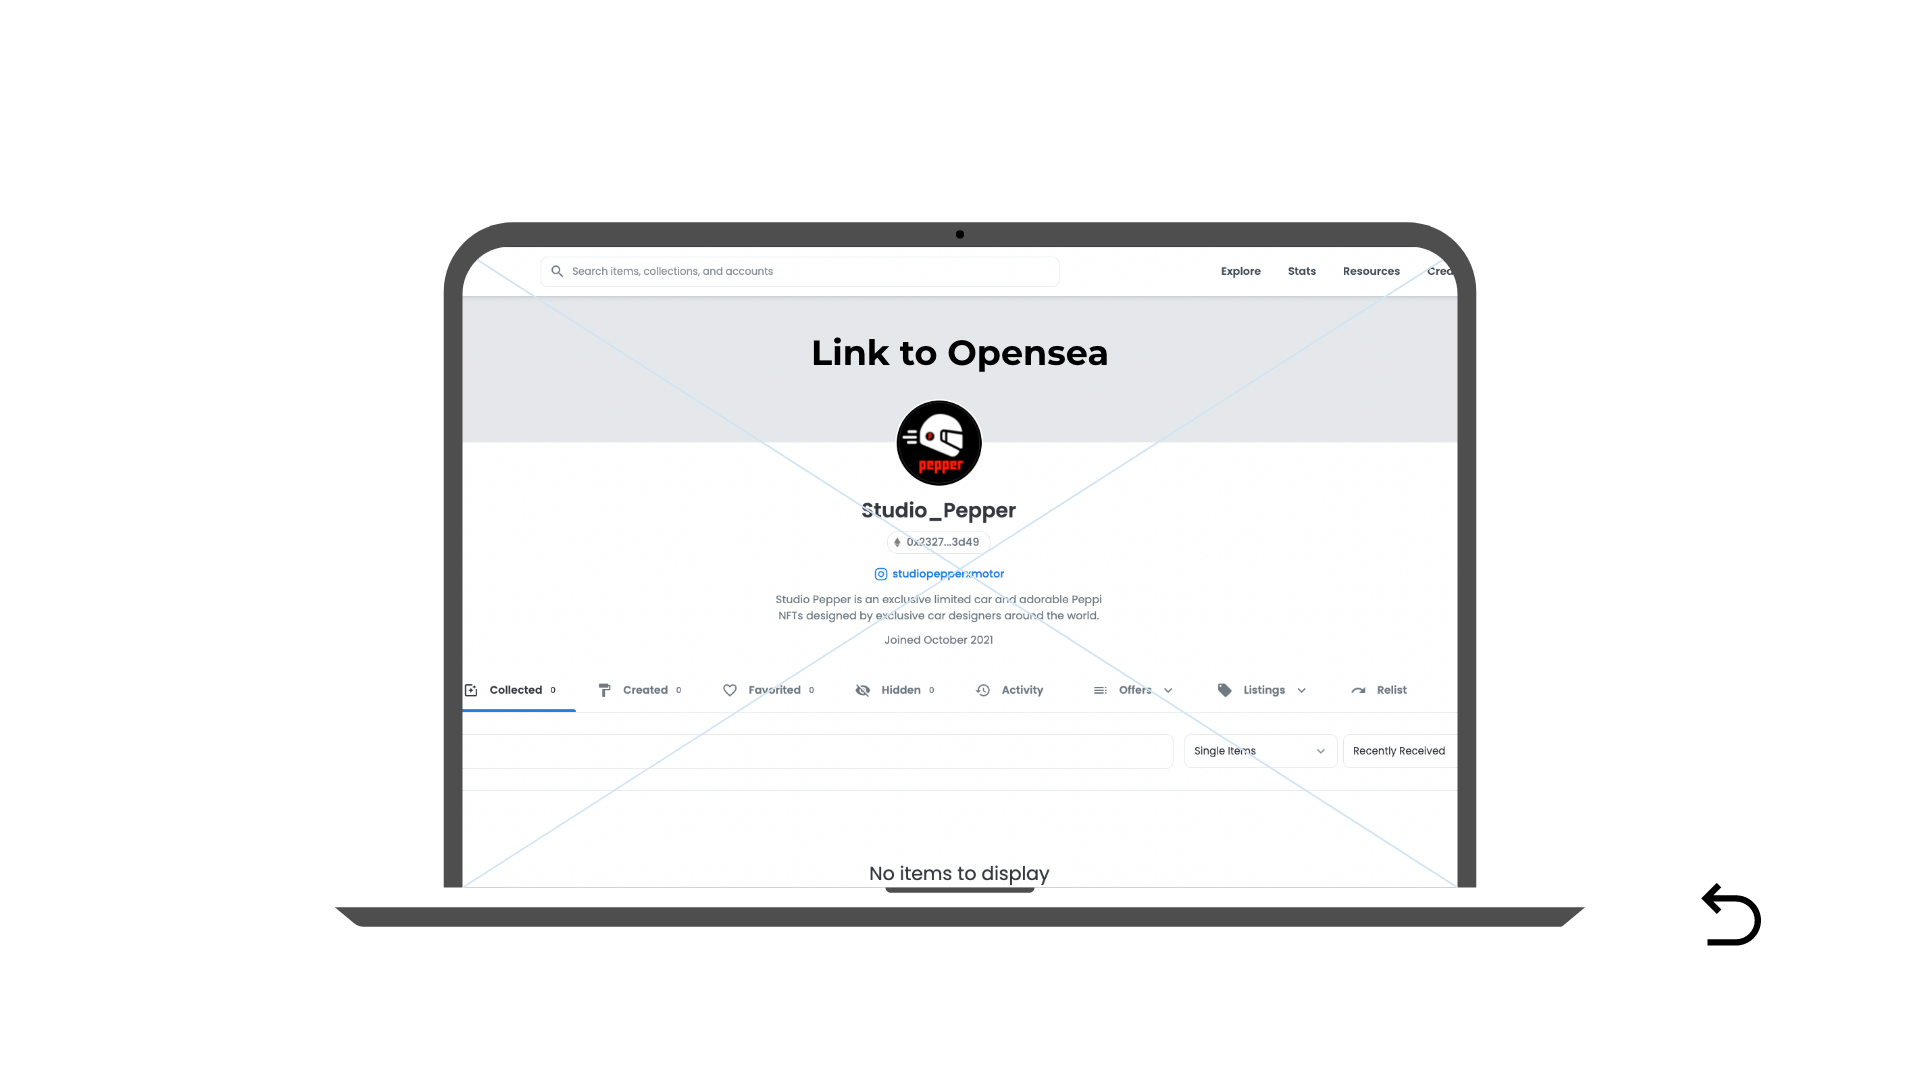 Search items, collections, and accounts
Explore Stats Resources Crea
Link to Opensea
pepper
Studio_Pepper
0x2327...3d49
studiopepperxmotor
Studio Pepper is an exclusive limited car and adorable Peppi
NFTs designed by exclusive car designers around the world.
Joined October 2021
Collected 0 Created 0 Favorited 0 Hidden 0 Activity Offers Listings Relist
Single Items Recently Received
No items to display